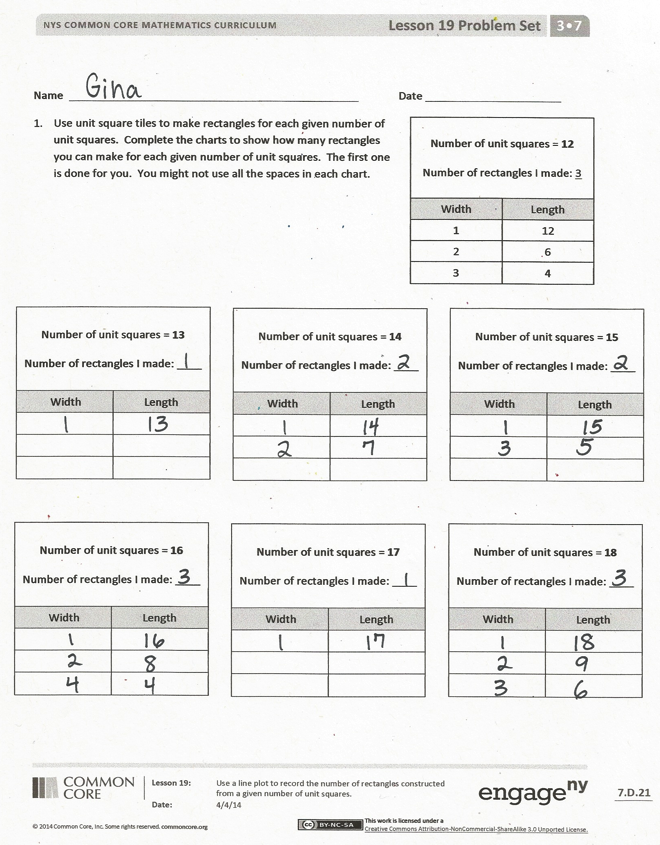 NYS COMMON CORE MATHEMATICS CURRICULUM Lesson 19 Problem Set 3•7
Name Gina Date
1. Use unit square tiles to make rectangles for each given number of
unit squares. Complete the charts to show how many rectangles
you can make for each given number of unit squares. The first one
is done for you. You might not use all the spaces in each chart.
Number of unit squares = 12
Number of rectangles I made: 3
Width Length
1 12
2 6
3 4
Number of unit squares = 13
Number of rectangles I made: 1
Width Length
1 13
Number of unit squares = 14
Number of rectangles I made: 2
Width Length
1 14
2 7
Number of unit squares = 15
Number of rectangles I made: 2
Width Length
1 15
3 5
Number of unit squares = 16
Number of rectangles I made: 3
Width Length
1 16
2 8
4 4
Number of unit squares = 17
Number of rectangles I made: 1
Width Length
1 17
Number of unit squares = 18
Number of rectangles I made: 3
Width Length
1 18
2 9
3 6
COMMON
CORE
Lesson 19: Use a line plot to record the number of rectangles constructed
from a given number of unit squares.
Date: 4/4/14
engage ny
7.D.21
© 2014 Common Core, Inc. Some rights reserved. commoncore.org
CC BY-NC-SA
This work is licensed under a
Creative Commons Attribution-NonCommercial-ShareAlike 3.0 Unported License.